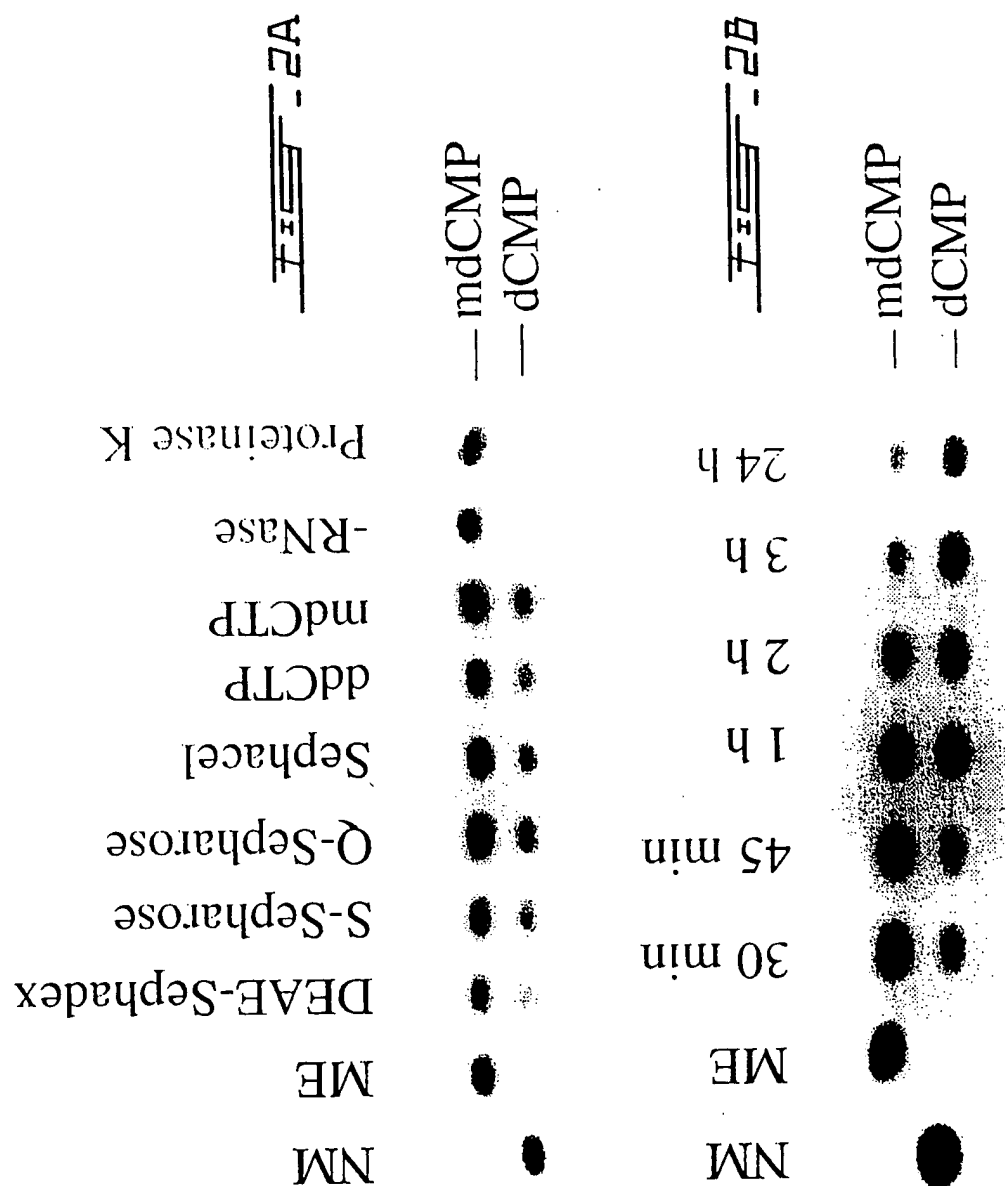 FIG-2A
mdCMP
dCMP
Proteinase K
-RNase
mdCTP
ddCTP
Sephacel
Q-Sepharose
S-Sepharose
DEAE-Sephadex
ME
NM
FIG-2B
mdCMP
dCMP
24 h
3 h
2 h
1 h
45 min
30 min
ME
NM